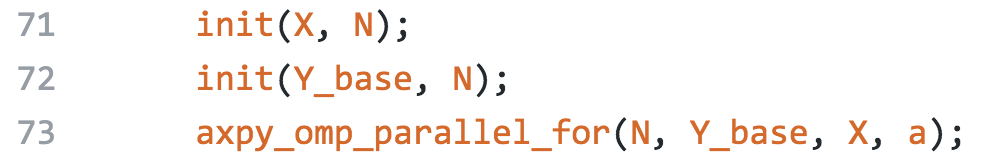 71 init(X, N);
72 init(Y_base, N);
73 axpy_omp_parallel_for(N, Y_base, X, a);